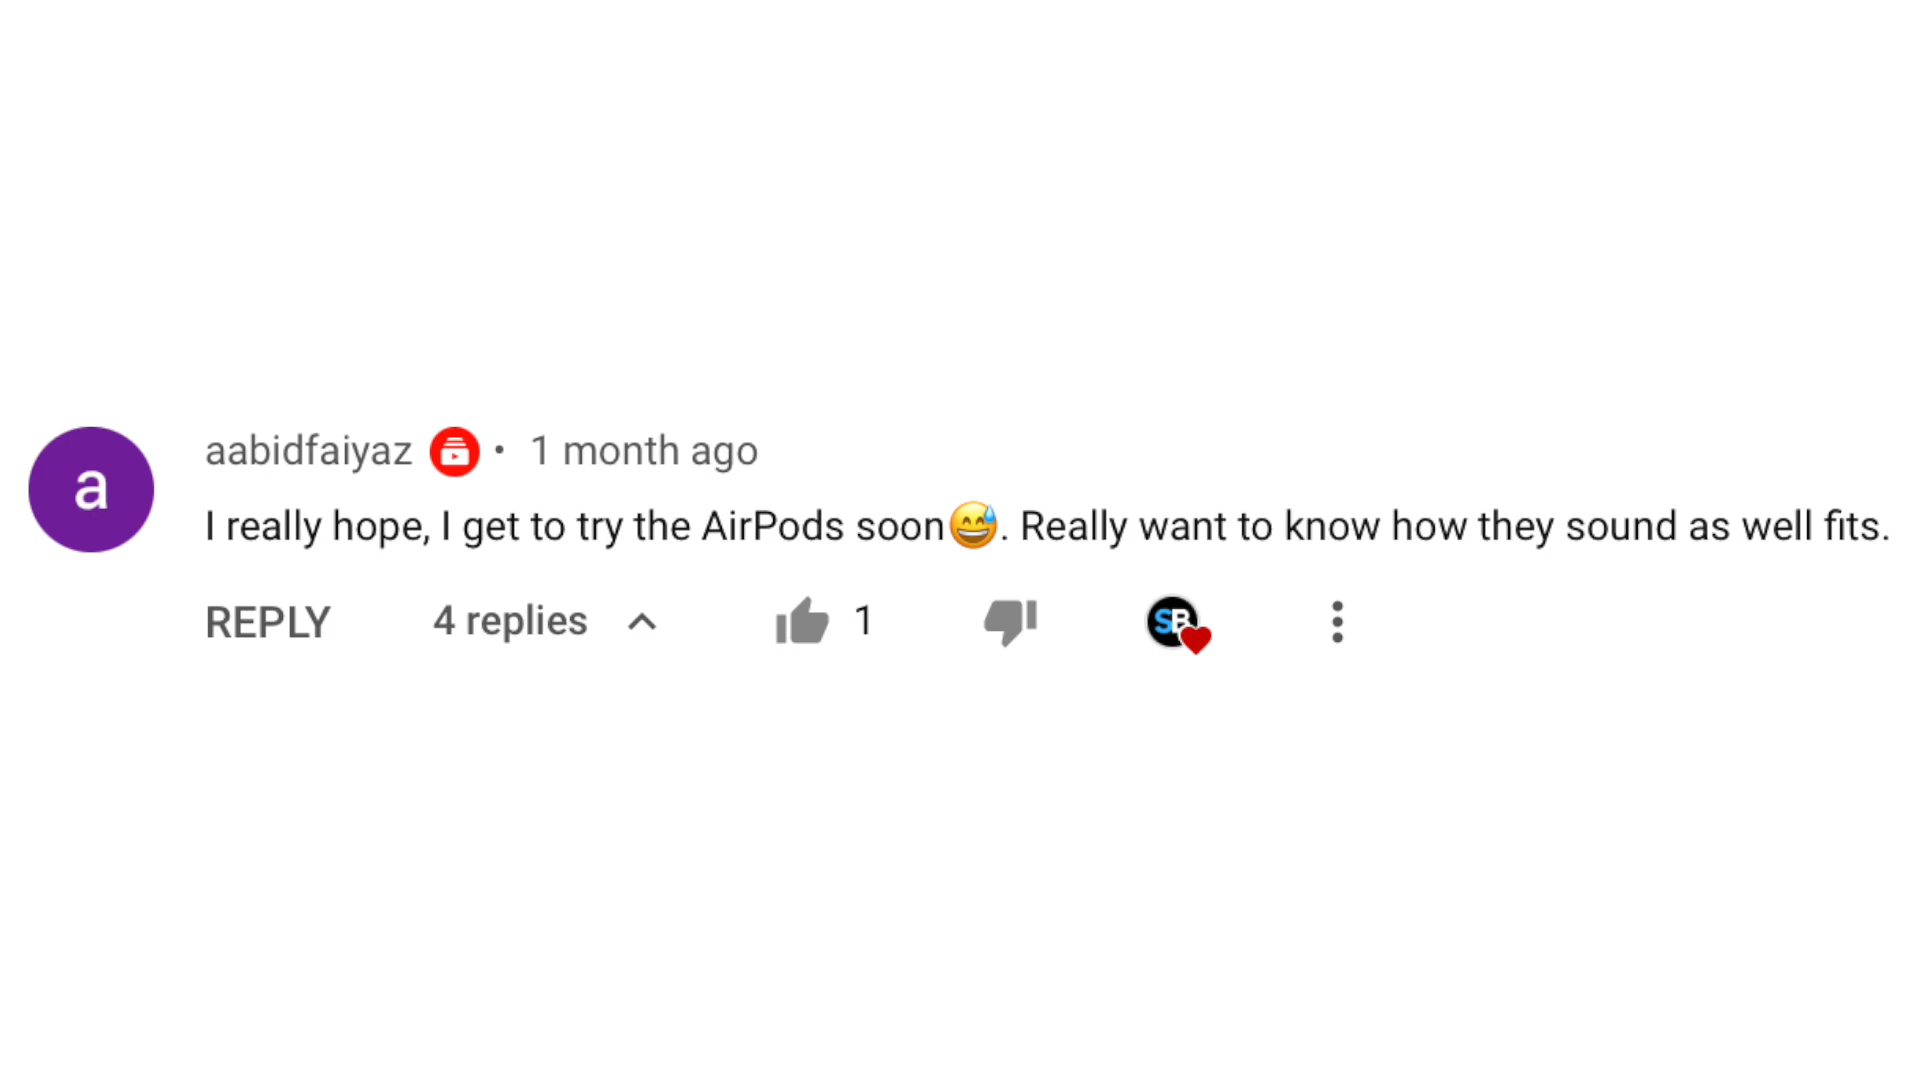 a
aabidfaiyaz • 1 month ago
I really hope, I get to try the AirPods soon😅. Really want to know how they sound as well fits.
REPLY 4 replies 1 SB